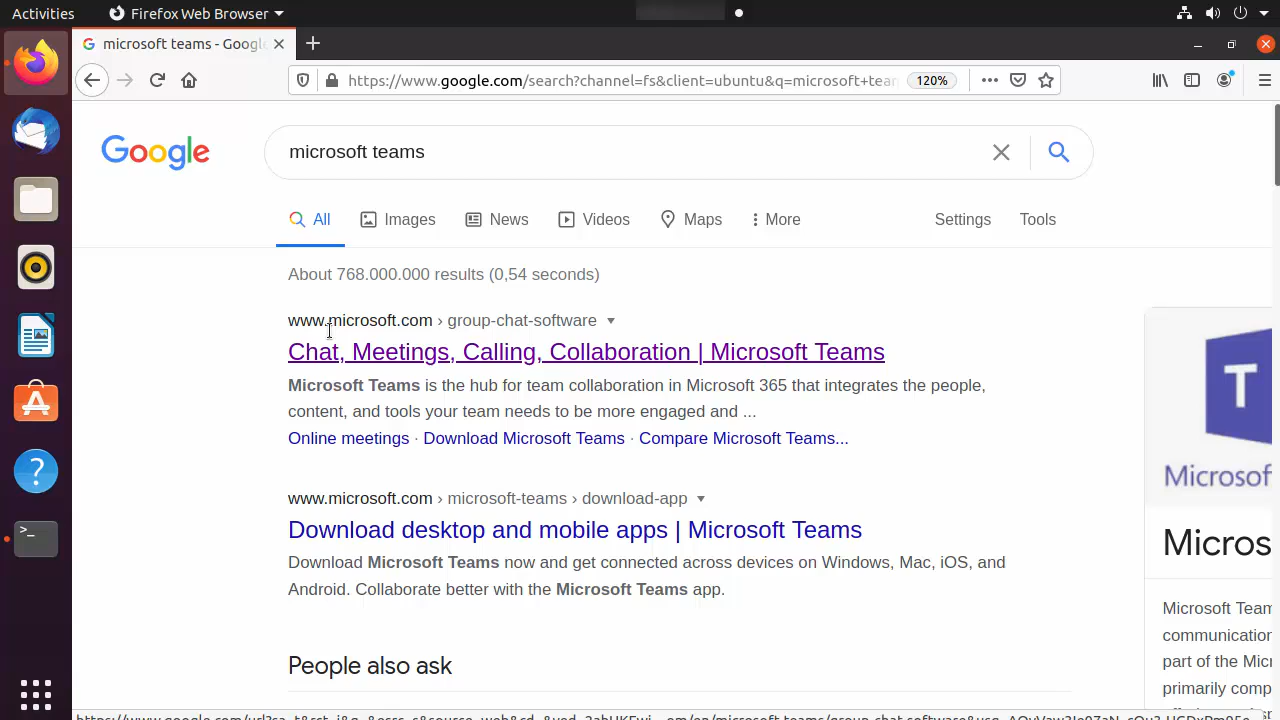 Activities
Firefox Web Browser
microsoft teams - Google
https://www.google.com/search?channel=fs&client=ubuntu&q=microsoft+team
120%
Google
microsoft teams
All
Images
News
Videos
Maps
More
Settings
Tools
About 768.000.000 results (0,54 seconds)
www.microsoft.com › group-chat-software
Chat, Meetings, Calling, Collaboration | Microsoft Teams
Microsoft Teams is the hub for team collaboration in Microsoft 365 that integrates the people,
content, and tools your team needs to be more engaged and ...
Online meetings · Download Microsoft Teams · Compare Microsoft Teams...
www.microsoft.com › microsoft-teams › download-app
Download desktop and mobile apps | Microsoft Teams
Download Microsoft Teams now and get connected across devices on Windows, Mac, iOS, and
Android. Collaborate better with the Microsoft Teams app.
People also ask
T
Microsof
Micros
Microsoft Team
communication
part of the Micr
primarily comp